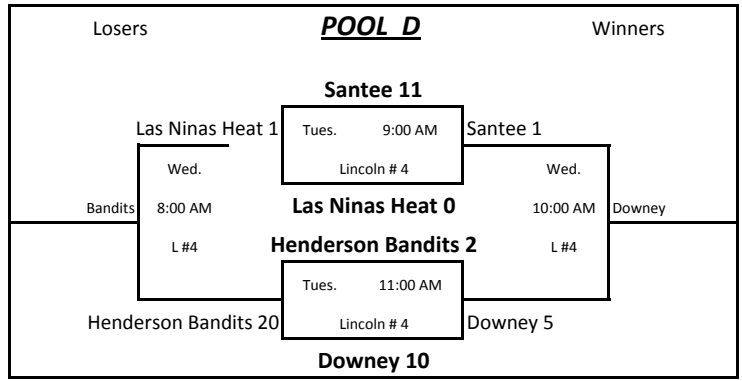 Losers POOL D Winners
Santee 11
Las Ninas Heat 1 Tues. 9:00 AM Santee 1
Wed. Lincoln # 4 Wed.
Bandits 8:00 AM Las Ninas Heat 0 10:00 AM Downey
L #4 Henderson Bandits 2 L #4
Tues. 11:00 AM
Henderson Bandits 20 Lincoln # 4 Downey 5
Downey 10